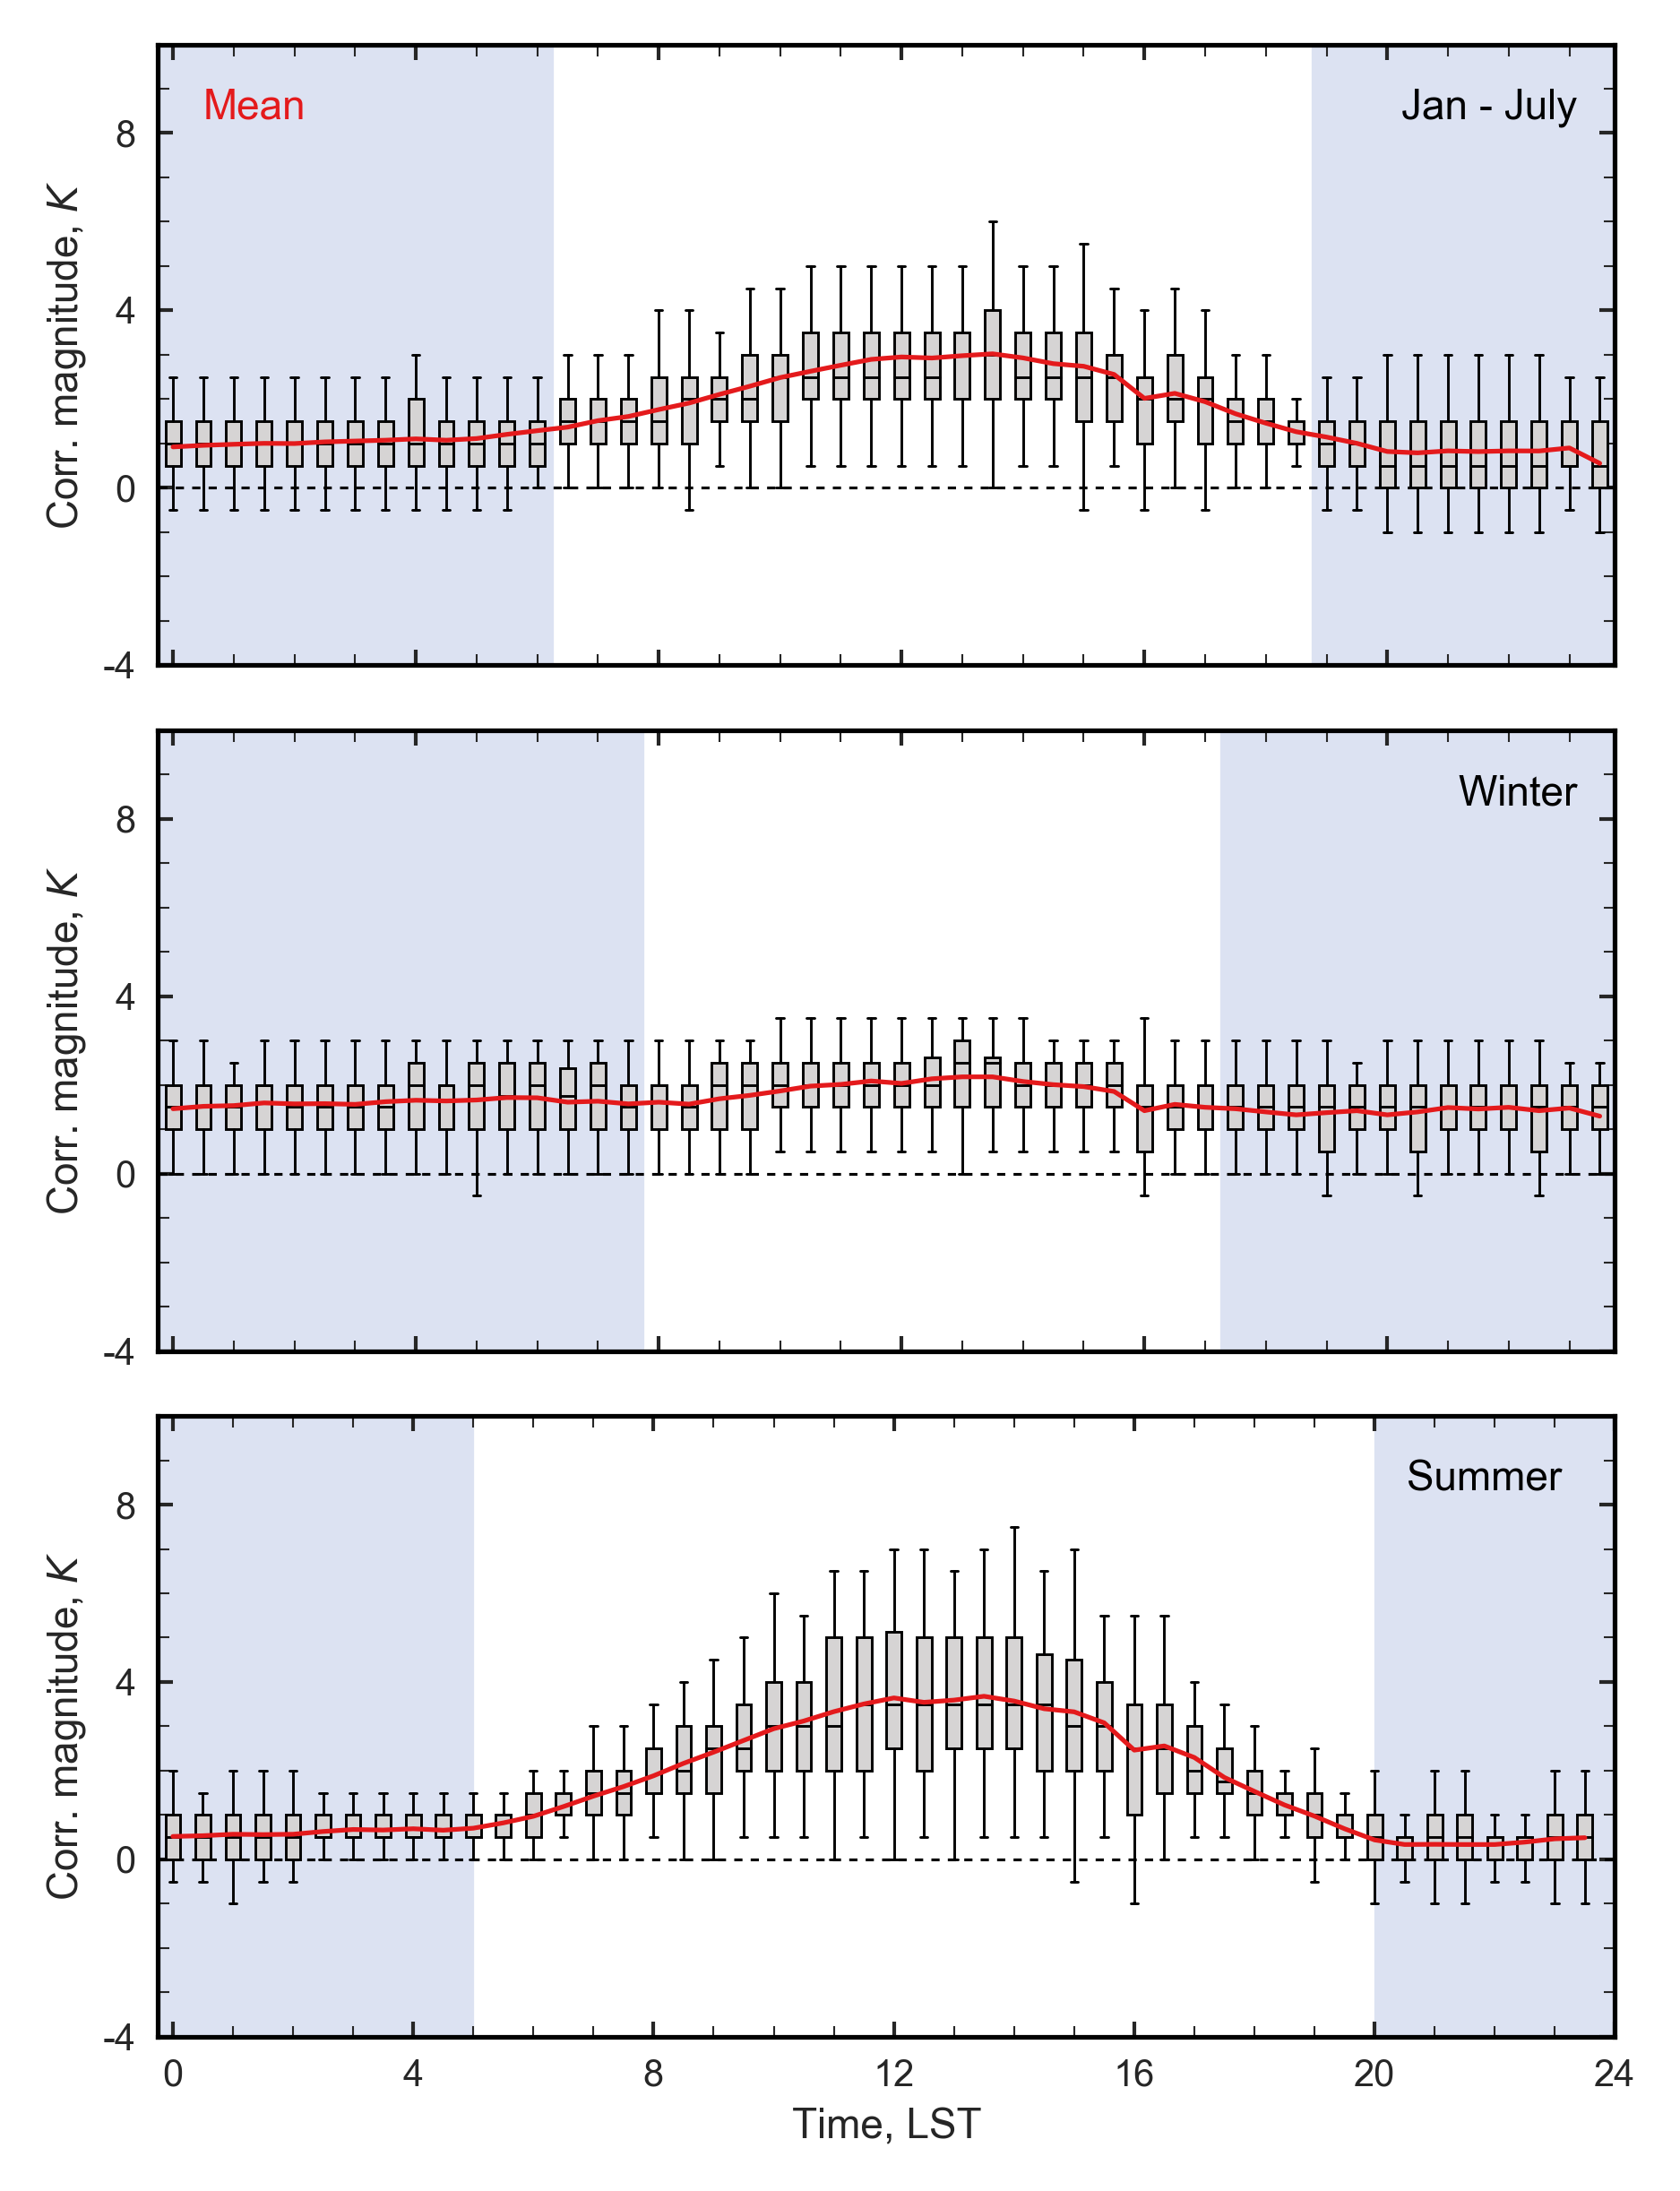 Mean
Jan - July
8
4
0
-4
Corr. magnitude, K
Winter
8
4
0
-4
Corr. magnitude, K
Summer
8
4
0
-4
Corr. magnitude, K
0 4 8 12 16 20 24
Time, LST